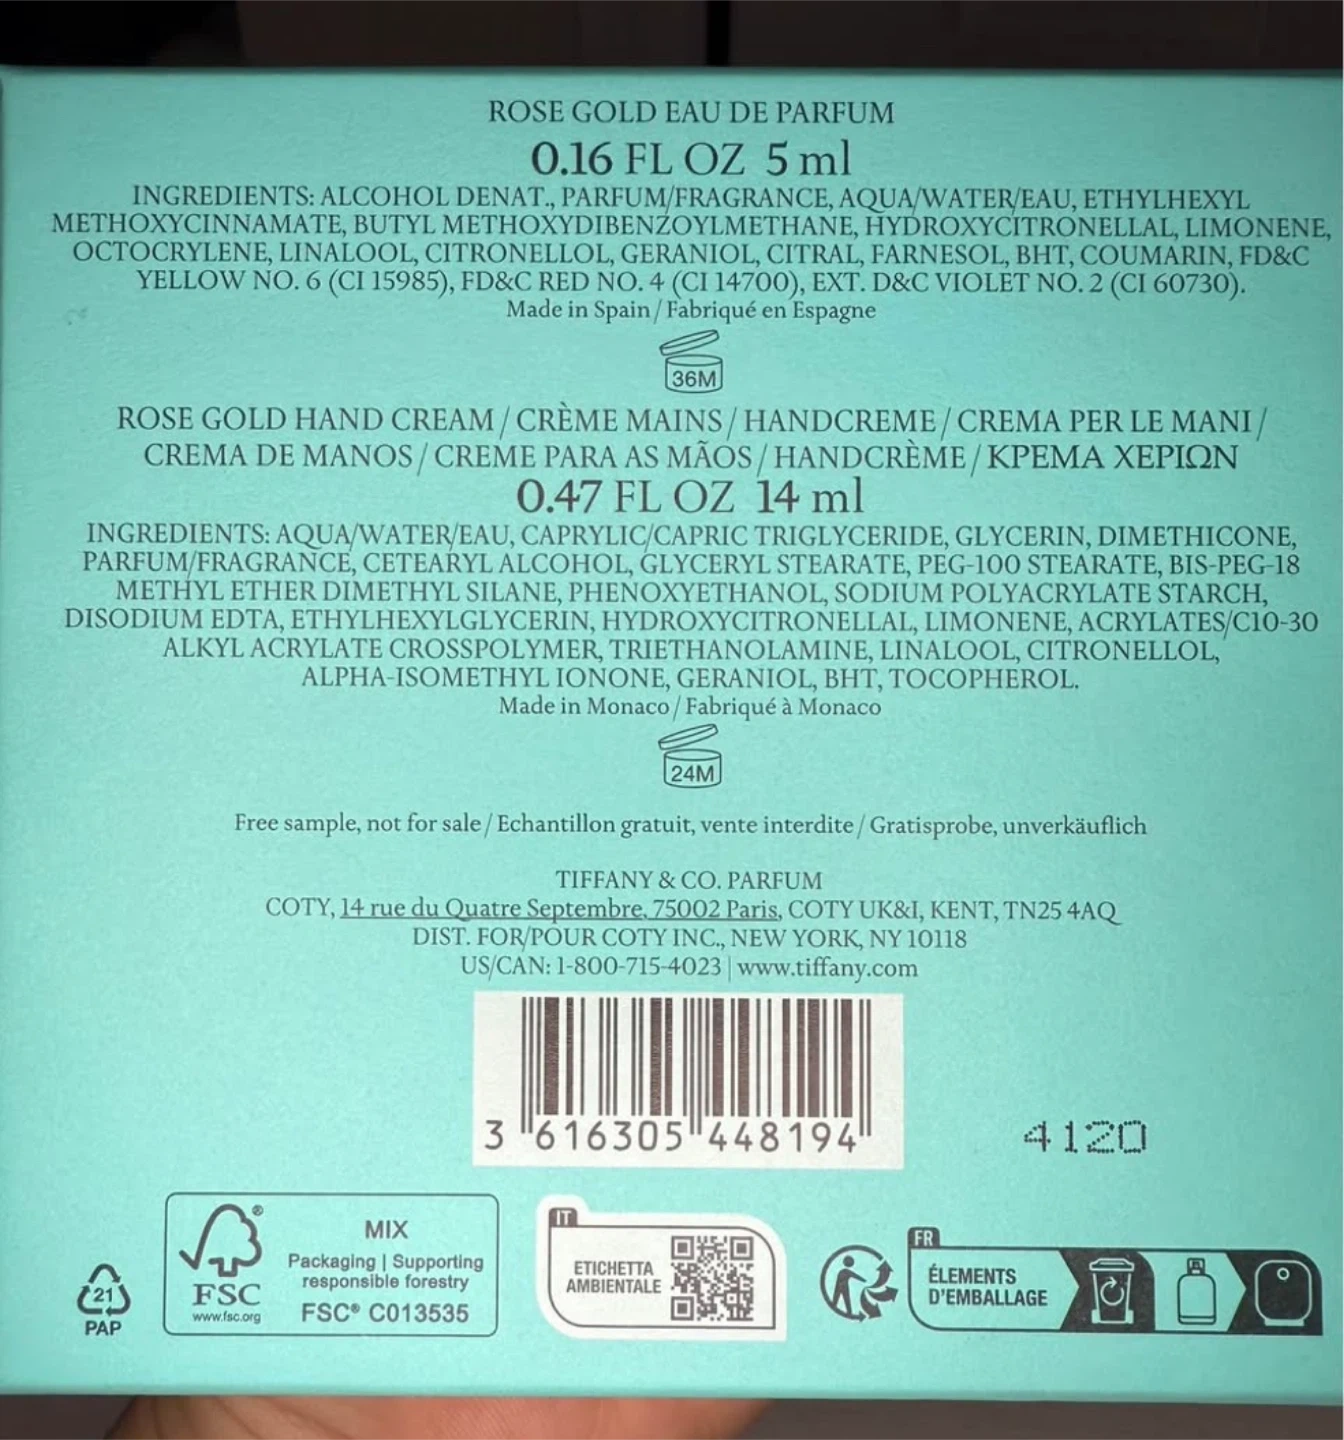 ROSE GOLD EAU DE PARFUM
0.16 FL OZ 5 ml
INGREDIENTS: ALCOHOL DENAT., PARFUM/FRAGRANCE, AQUA/WATER/EAU, ETHYLHEXYL
METHOXYCINNAMATE, BUTYL METHOXYDIBENZOYLMETHANE, HYDROXYCITRONELLAL, LIMONENE,
OCTOCRYLENE, LINALOOL, CITRONELLOL, GERANIOL, CITRAL, FARNESOL, BHT, COUMARIN, FD&C
YELLOW NO. 6 (CI 15985), FD&C RED NO. 4 (CI 14700), EXT. D&C VIOLET NO. 2 (CI 60730).
Made in Spain / Fabriqué en Espagne
36M
ROSE GOLD HAND CREAM / CRÈME MAINS / HANDCREME / CREMA PER LE MANI /
CREMA DE MANOS / CREME PARA AS MÃOS / HANDCRÈME / ΚΡΕΜΑ ΧΕΡΙΩΝ
0.47 FL OZ 14 ml
INGREDIENTS: AQUA/WATER/EAU, CAPRYLIC/CAPRIC TRIGLYCERIDE, GLYCERIN, DIMETHICONE,
PARFUM/FRAGRANCE, CETEARYL ALCOHOL, GLYCERYL STEARATE, PEG-100 STEARATE, BIS-PEG-18
METHYL ETHER DIMETHYL SILANE, PHENOXYETHANOL, SODIUM POLYACRYLATE STARCH,
DISODIUM EDTA, ETHYLHEXYLGLYCERIN, HYDROXYCITRONELLAL, LIMONENE, ACRYLATES/C10-30
ALKYL ACRYLATE CROSSPOLYMER, TRIETHANOLAMINE, LINALOOL, CITRONELLOL,
ALPHA-ISOMETHYL IONONE, GERANIOL, BHT, TOCOPHEROL.
Made in Monaco / Fabriqué à Monaco
24M
Free sample, not for sale / Echantillon gratuit, vente interdite / Gratisprobe, unverkäuflich
TIFFANY & CO. PARFUM
COTY, 14 rue du Quatre Septembre, 75002 Paris, COTY UK&I, KENT, TN25 4AQ
DIST. FOR/POUR COTY INC., NEW YORK, NY 10118
US/CAN: 1-800-715-4023 | www.tiffany.com
3 616305 448194
4120
21
PAP
®
FSC
www.fsc.org
MIX
Packaging | Supporting
responsible forestry
FSC® C013535
IT
ETICHETTA
AMBIENTALE
FR
ÉLEMENTS
D'EMBALLAGE